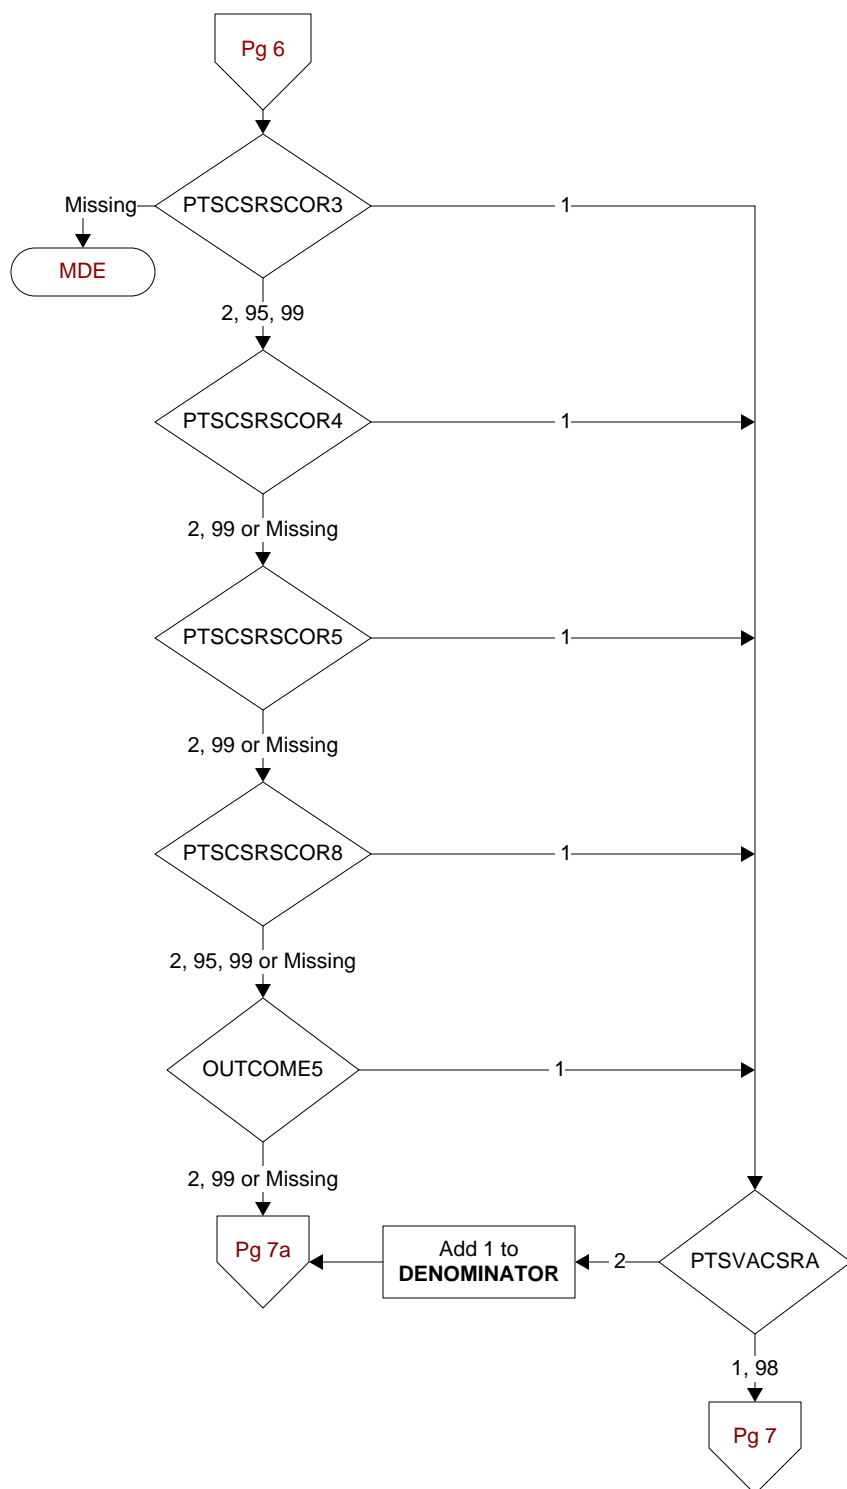 Pg 6
PTSCSRSCOR3
Missing
1
MDE
2, 95, 99
PTSCSRSCOR4
1
2, 99 or Missing
PTSCSRSCOR5
1
2, 99 or Missing
PTSCSRSCOR8
1
2, 95, 99 or Missing
OUTCOME5
1
2, 99 or Missing
Pg 7a
Add 1 to
DENOMINATOR
2
PTSVACSRA
1, 98
Pg 7